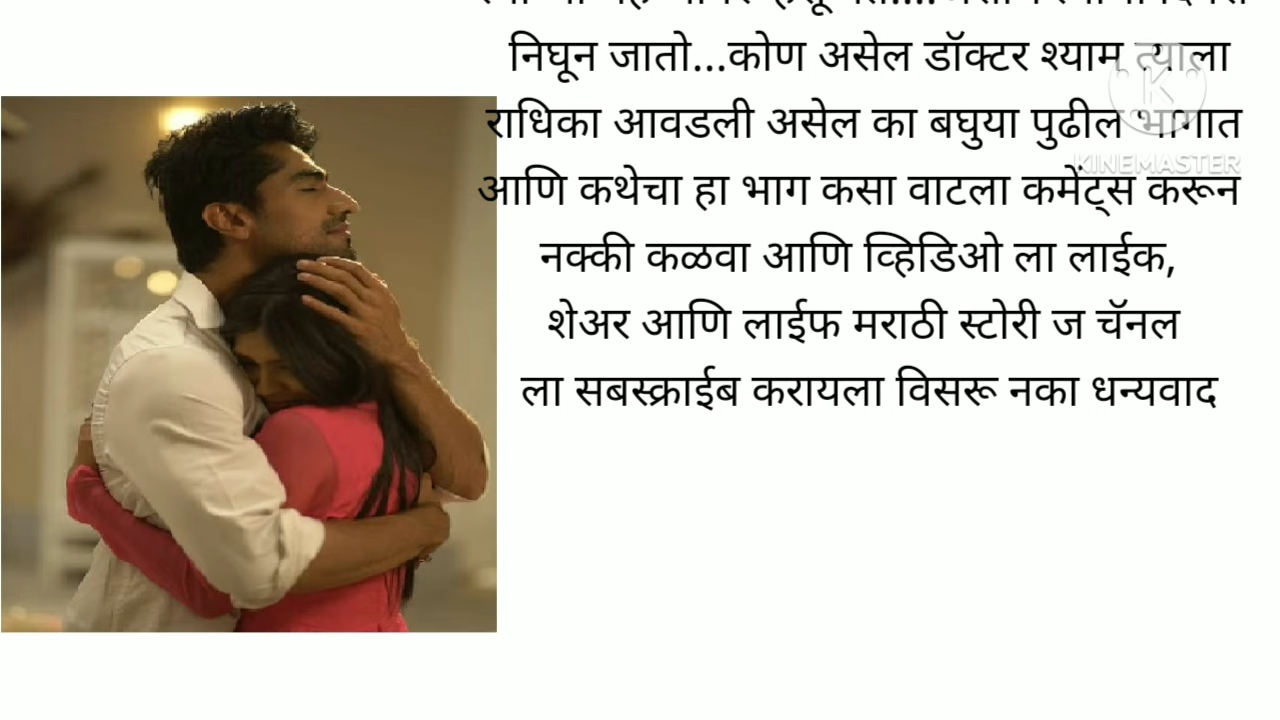 निघून जातो...कोण असेल डॉक्टर श्याम त्याला
राधिका आवडली असेल का बघुया पुढील भागात
आणि कथेचा हा भाग कसा वाटला कमेंट्स करून
नक्की कळवा आणि व्हिडिओ ला लाईक,
शेअर आणि लाईफ मराठी स्टोरी ज चॅनल
ला सबस्क्राईब करायला विसरू नका धन्यवाद
K
KINEMASTER